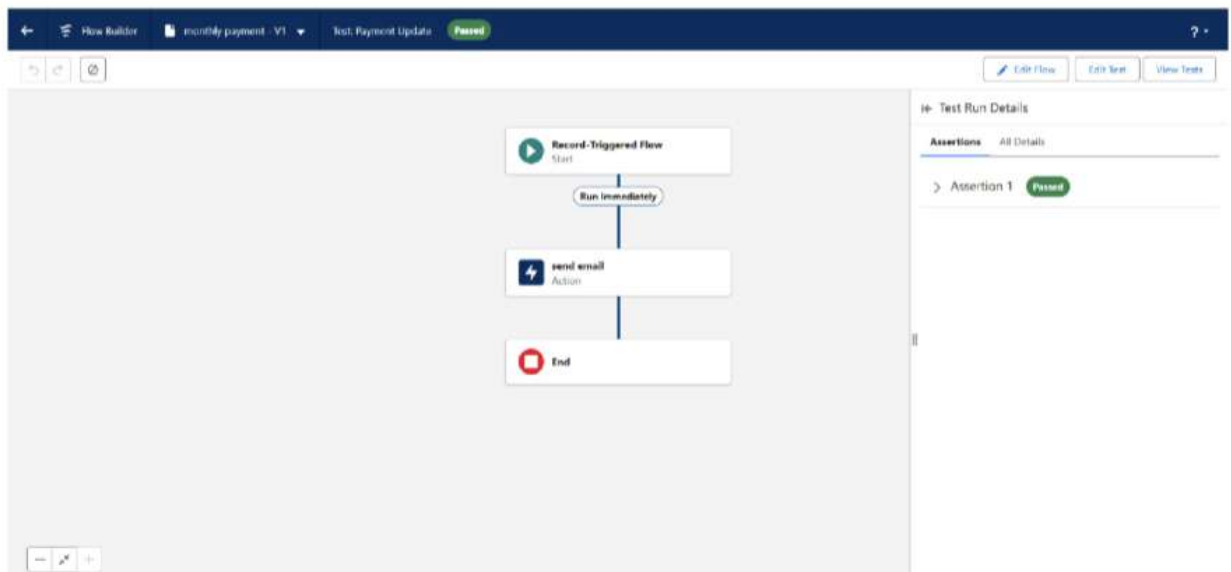 Flow Builder
monthly payment - V1
Test: Payment Update
Passed
?
Edit Flow
Edit Test
View Tests
Test Run Details
Assertions
All Details
Assertion 1
Passed
Record-Triggered Flow
Start
Run Immediately
send email
Action
End